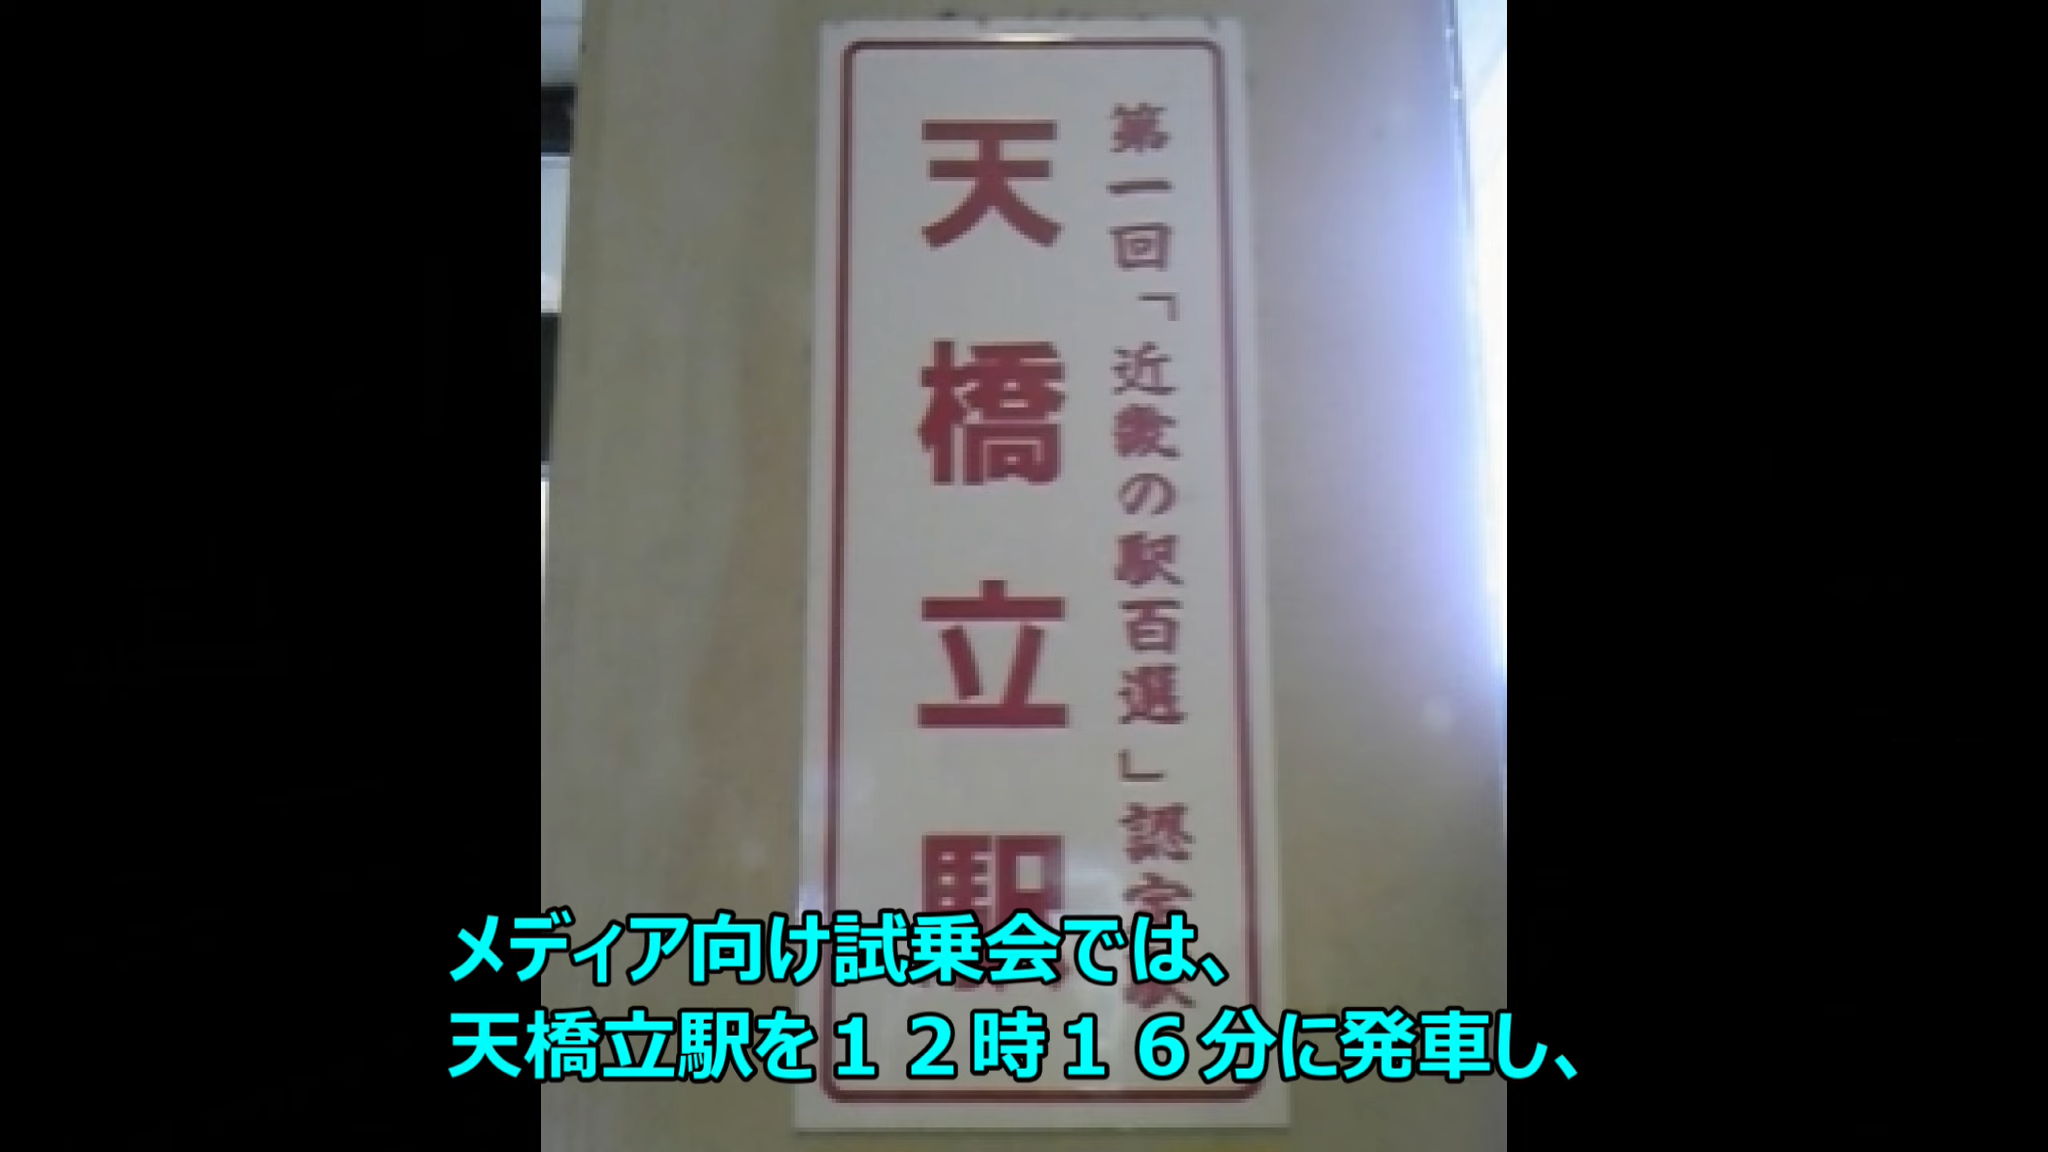 第一回「近畿の駅百選」認定駅
天橋立駅
メディア向け試乗会では、
天橋立駅を１２時１６分に発車し、